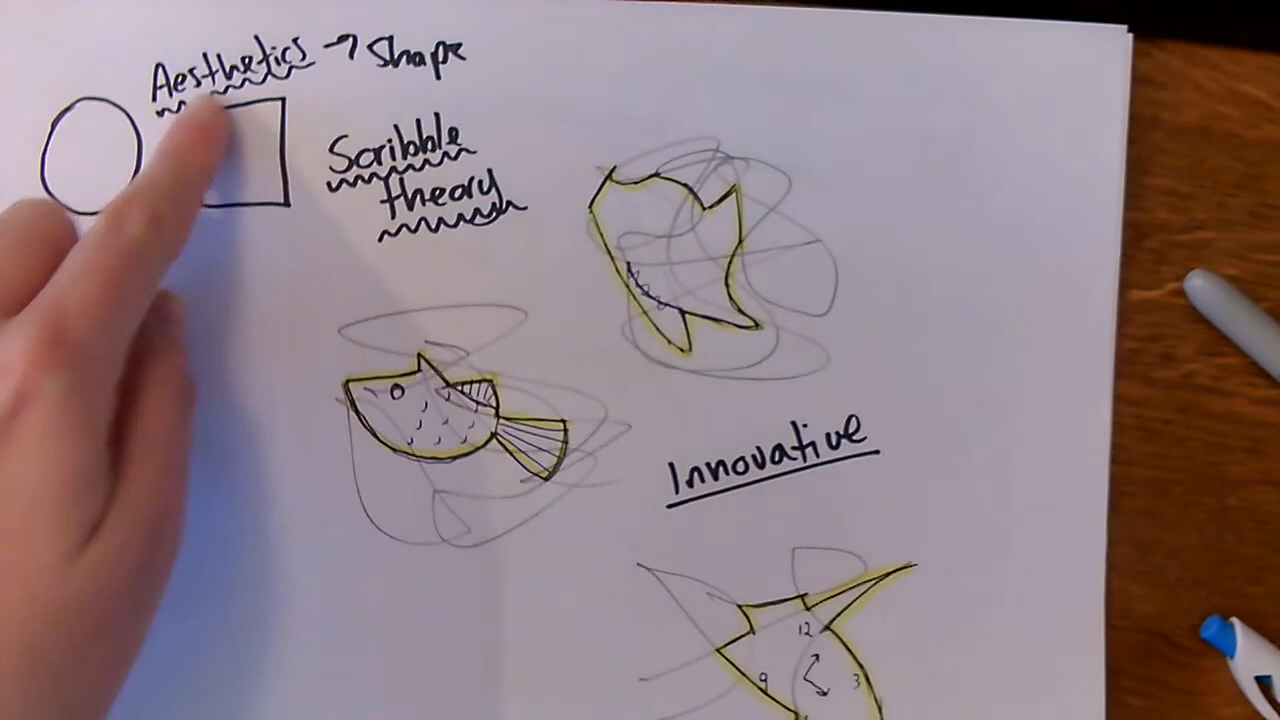 Aesthetics → Shape
Scribble
theory
Innovative
12
9 3